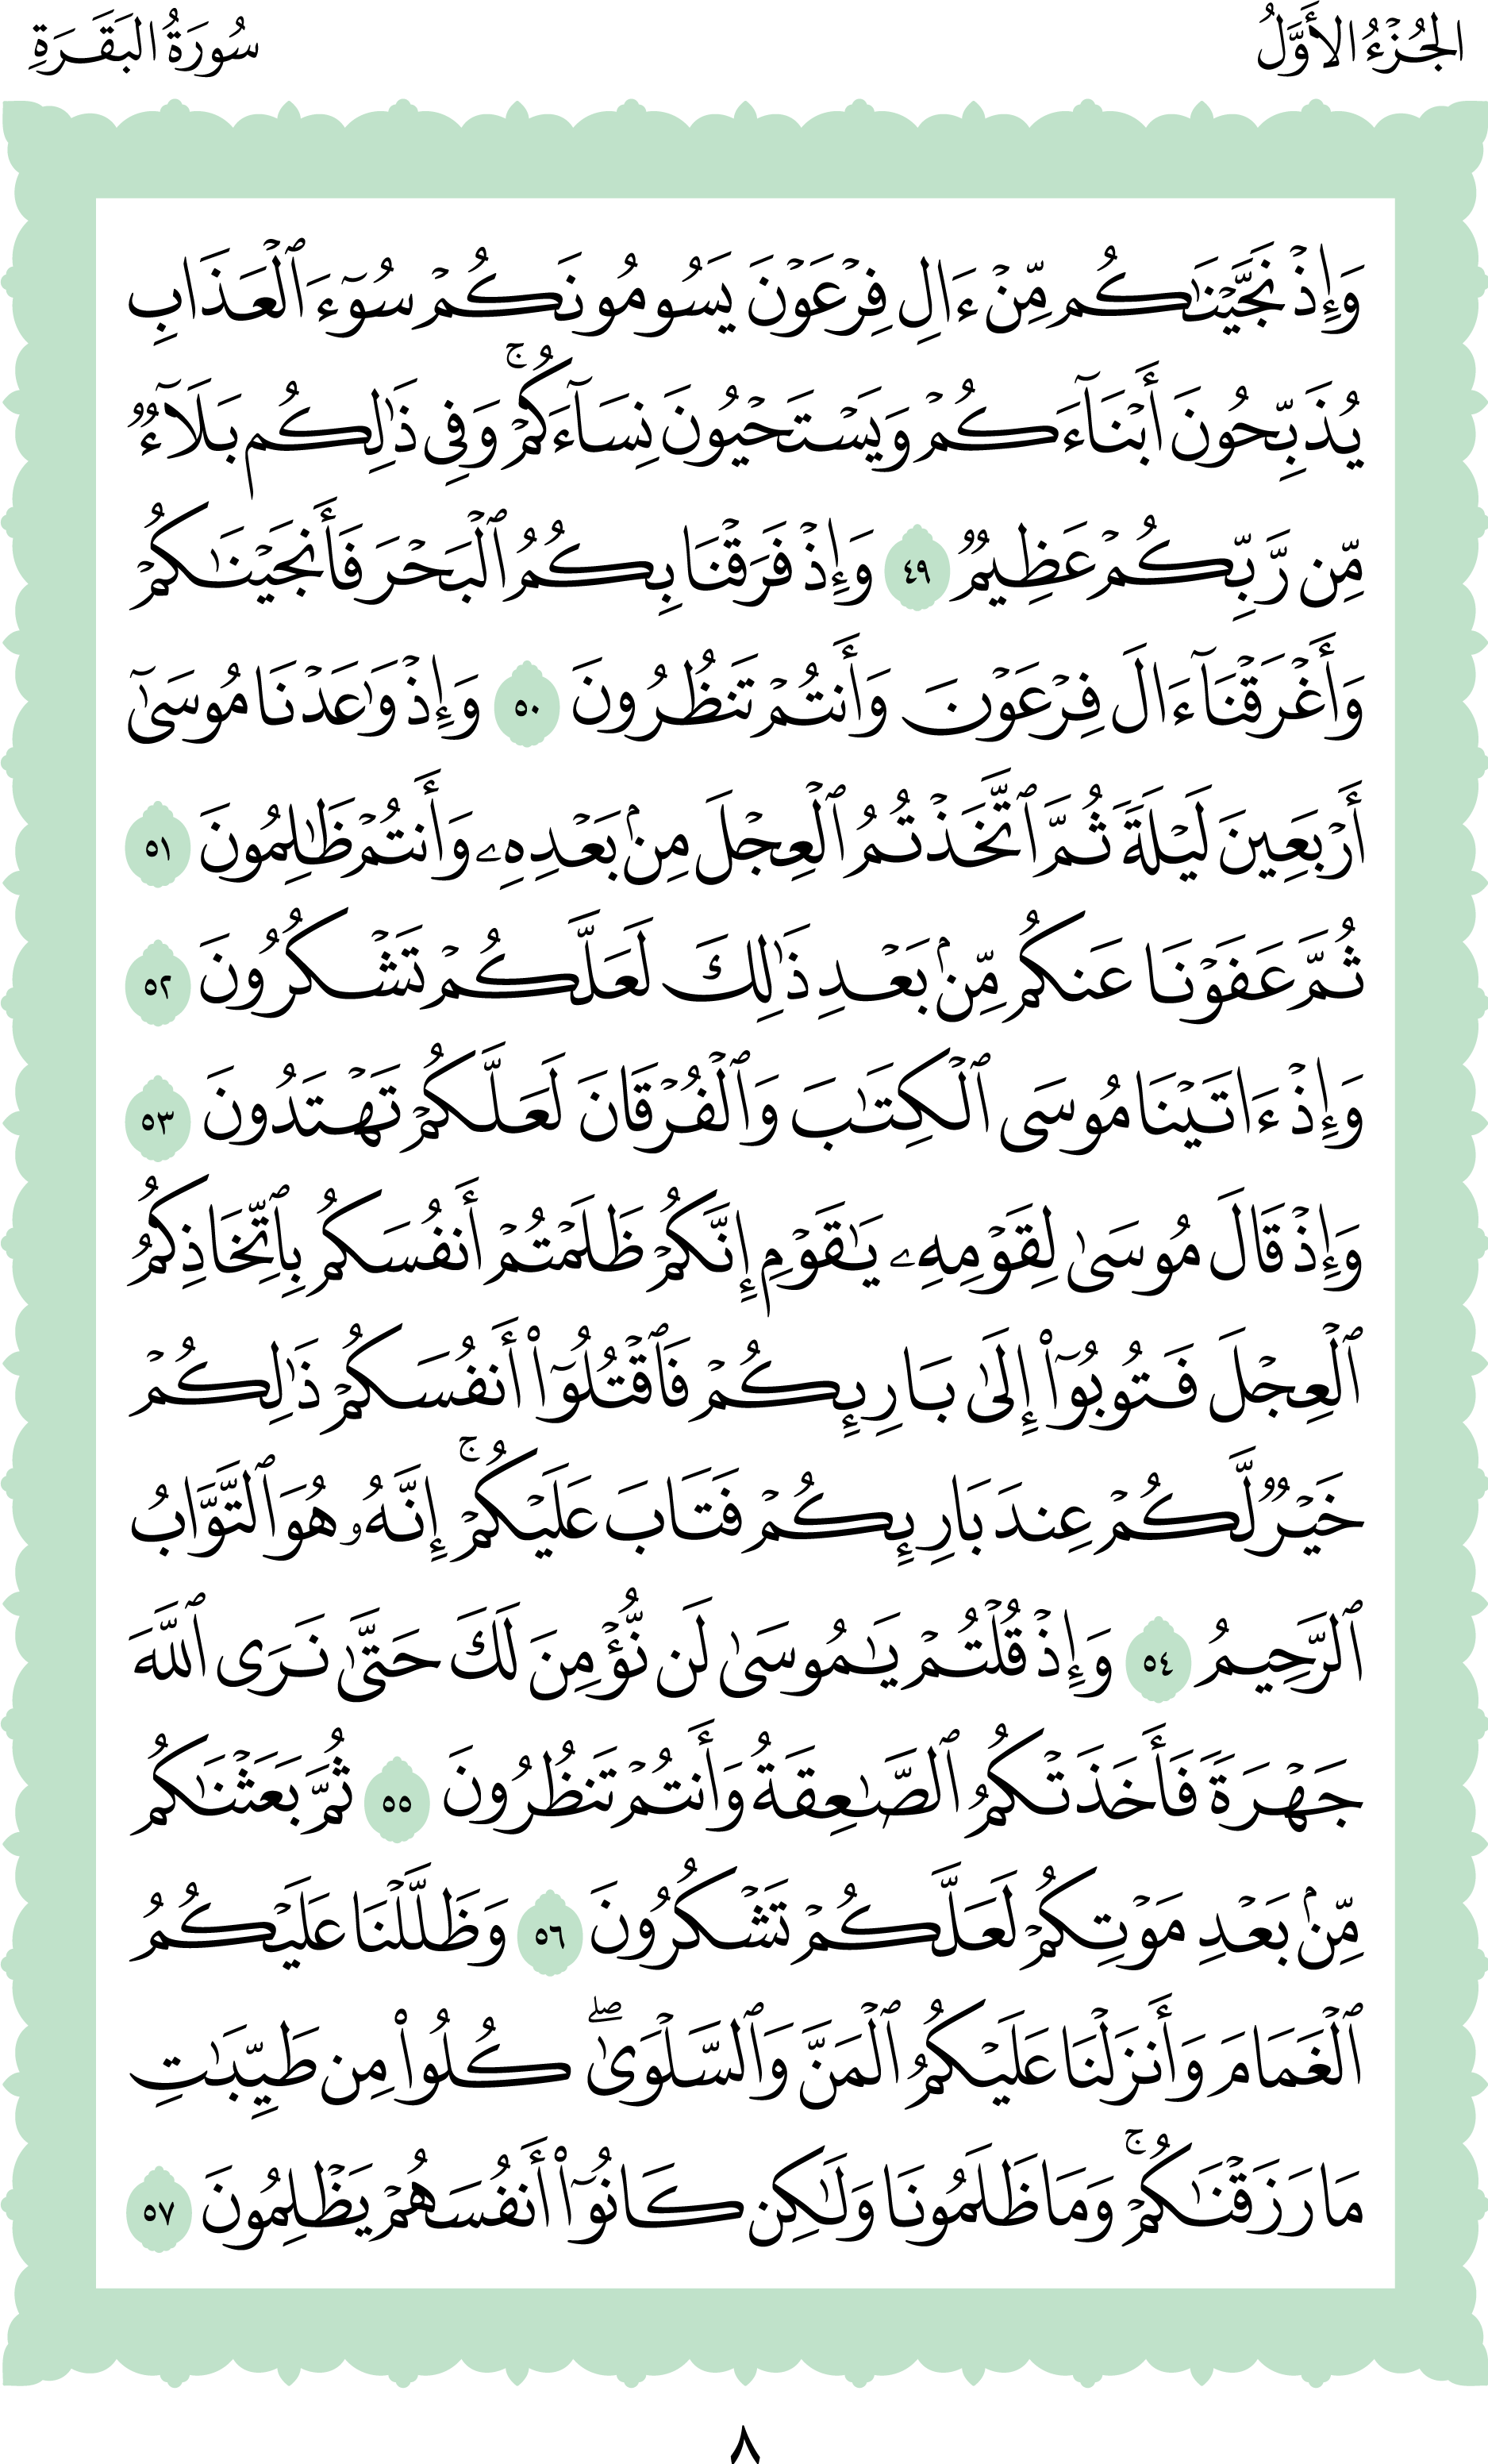 الجُزْءُ الأَوَّلُ
سُورَةُ البَقَرَةِ
وَإِذۡ نَجَّيۡنَٰكُم مِّنۡ ءَالِ فِرۡعَوۡنَ يَسُومُونَكُمۡ سُوٓءَ ٱلۡعَذَابِ
يُذَبِّحُونَ أَبۡنَآءَكُمۡ وَيَسۡتَحۡيُونَ نِسَآءَكُمۡۚ وَفِي ذَٰلِكُم بَلَآءٞ
مِّن رَّبِّكُمۡ عَظِيمٞ ٤٩ وَإِذۡ فَرَقۡنَا بِكُمُ ٱلۡبَحۡرَ فَأَنجَيۡنَٰكُمۡ
وَأَغۡرَقۡنَآ ءَالَ فِرۡعَوۡنَ وَأَنتُمۡ تَنظُرُونَ ٥٠ وَإِذۡ وَٰعَدۡنَا مُوسَىٰٓ
أَرۡبَعِينَ لَيۡلَةٗ ثُمَّ ٱتَّخَذۡتُمُ ٱلۡعِجۡلَ مِنۢ بَعۡدِهِۦ وَأَنتُمۡ ظَٰلِمُونَ ٥١
ثُمَّ عَفَوۡنَا عَنكُم مِّنۢ بَعۡدِ ذَٰلِكَ لَعَلَّكُمۡ تَشۡكُرُونَ ٥٢
وَإِذۡ ءَاتَيۡنَا مُوسَى ٱلۡكِتَٰبَ وَٱلۡفُرۡقَانَ لَعَلَّكُمۡ تَهۡتَدُونَ ٥٣
وَإِذۡ قَالَ مُوسَىٰ لِقَوۡمِهِۦ يَٰقَوۡمِ إِنَّكُمۡ ظَلَمۡتُمۡ أَنفُسَكُم بِٱتِّخَاذِكُمُ
ٱلۡعِجۡلَ فَتُوبُوٓاْ إِلَىٰ بَارِئِكُمۡ فَٱقۡتُلُوٓاْ أَنفُسَكُمۡ ذَٰلِكُمۡ
خَيۡرٞ لَّكُمۡ عِندَ بَارِئِكُمۡ فَتَابَ عَلَيۡكُمۡۚ إِنَّهُۥ هُوَ ٱلتَّوَّابُ
ٱلرَّحِيمُ ٥٤ وَإِذۡ قُلۡتُمۡ يَٰمُوسَىٰ لَن نُّؤۡمِنَ لَكَ حَتَّىٰ نَرَى ٱللَّهَ
جَهۡرَةٗ فَأَخَذَتۡكُمُ ٱلصَّٰعِقَةُ وَأَنتُمۡ تَنظُرُونَ ٥٥ ثُمَّ بَعَثۡنَٰكُم
مِّنۢ بَعۡدِ مَوۡتِكُمۡ لَعَلَّكُمۡ تَشۡكُرُونَ ٥٦ وَظَلَّلۡنَا عَلَيۡكُمُ
ٱلۡغَمَامَ وَأَنزَلۡنَا عَلَيۡكُمُ ٱلۡمَنَّ وَٱلسَّلۡوَىٰۖ كُلُواْ مِن طَيِّبَٰتِ
مَا رَزَقۡنَٰكُمۡۚ وَمَا ظَلَمُونَا وَلَٰكِن كَانُوٓاْ أَنفُسَهُمۡ يَظۡلِمُونَ ٥٧
٨